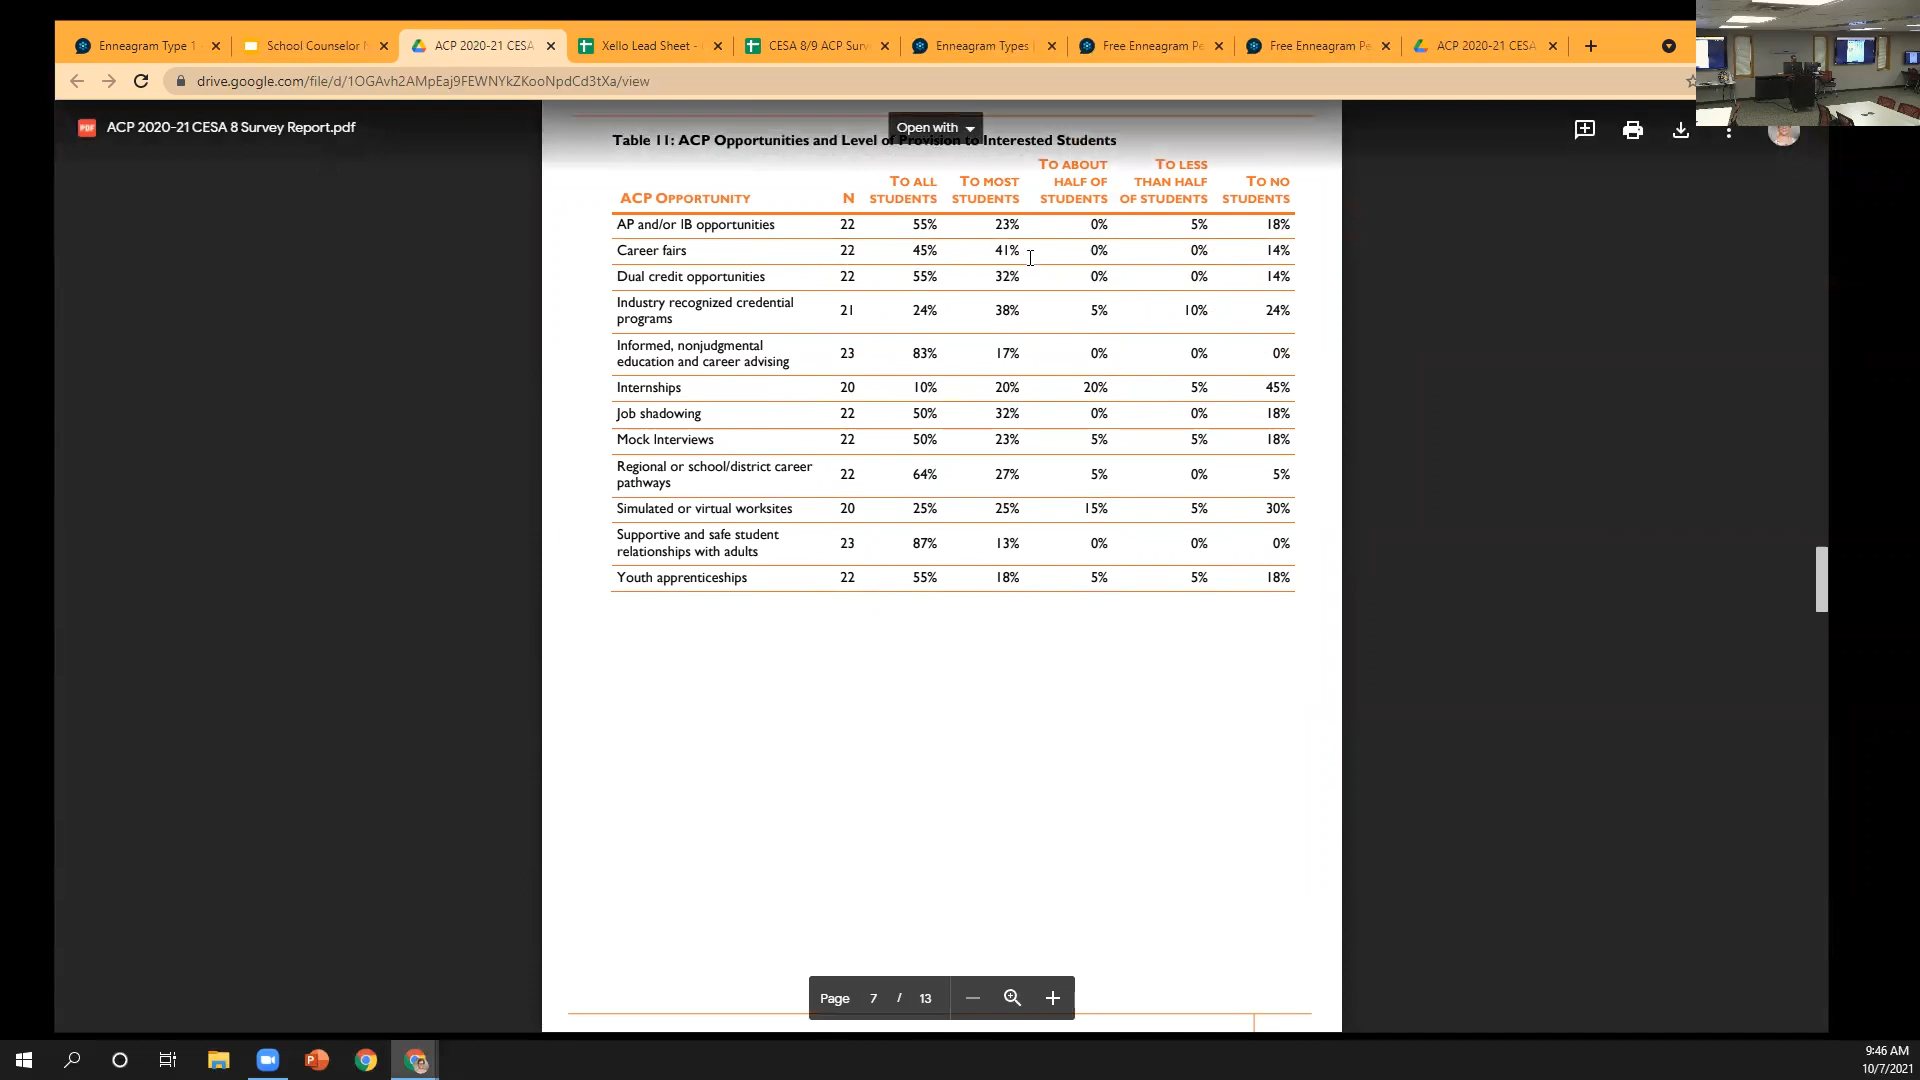 Enneagram Type 1
School Counselor
ACP 2020-21 CESA
Xello Lead Sheet -
CESA 8/9 ACP Surv
Enneagram Types
Free Enneagram Pe
Free Enneagram Pe
ACP 2020-21 CESA
drive.google.com/file/d/1OGAvh2AMpEaj9FEWNYkZKooNpdCd3tXa/view
PDF ACP 2020-21 CESA 8 Survey Report.pdf
Open with
Table 11: ACP Opportunities and Level of Provision to Interested Students
ACP OPPORTUNITY N TO ALL STUDENTS TO MOST STUDENTS TO ABOUT HALF OF STUDENTS TO LESS THAN HALF OF STUDENTS TO NO STUDENTS
AP and/or IB opportunities 22 55% 23% 0% 5% 18%
Career fairs 22 45% 41% 0% 0% 14%
Dual credit opportunities 22 55% 32% 0% 0% 14%
Industry recognized credential
programs 21 24% 38% 5% 10% 24%
Informed, nonjudgmental
education and career advising 23 83% 17% 0% 0% 0%
Internships 20 10% 20% 20% 5% 45%
Job shadowing 22 50% 32% 0% 0% 18%
Mock Interviews 22 50% 23% 5% 5% 18%
Regional or school/district career
pathways 22 64% 27% 5% 0% 5%
Simulated or virtual worksites 20 25% 25% 15% 5% 30%
Supportive and safe student
relationships with adults 23 87% 13% 0% 0% 0%
Youth apprenticeships 22 55% 18% 5% 5% 18%
Page 7 / 13
9:46 AM
10/7/2021